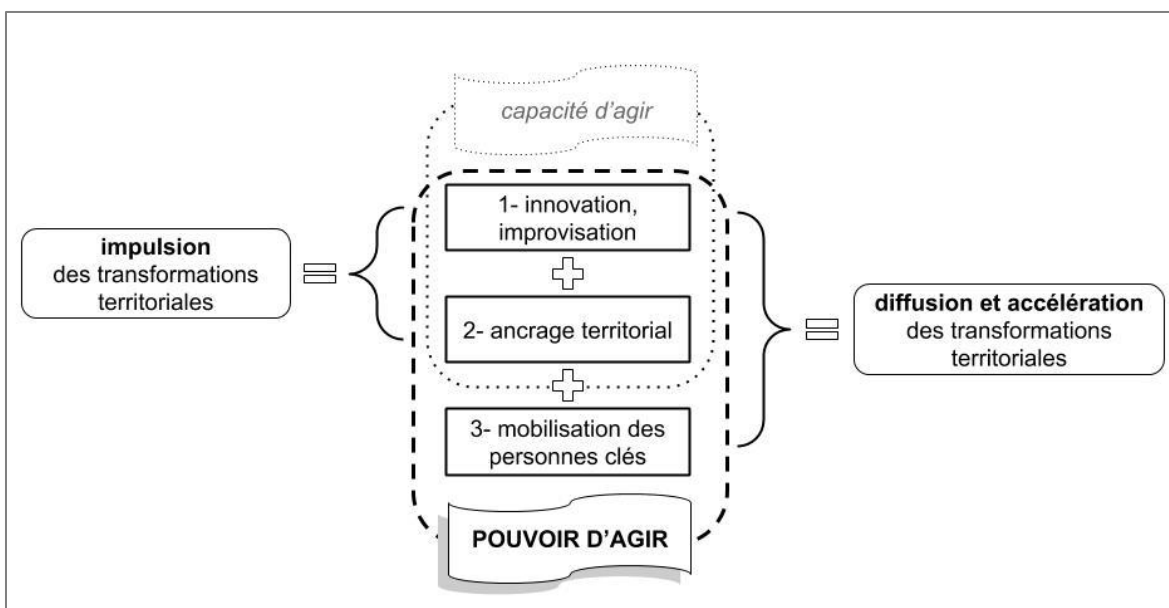 capacité d'agir
1- innovation,
improvisation
impulsion
des transformations
territoriales
2- ancrage territorial
diffusion et accélération
des transformations
territoriales
3- mobilisation des
personnes clés
POUVOIR D'AGIR